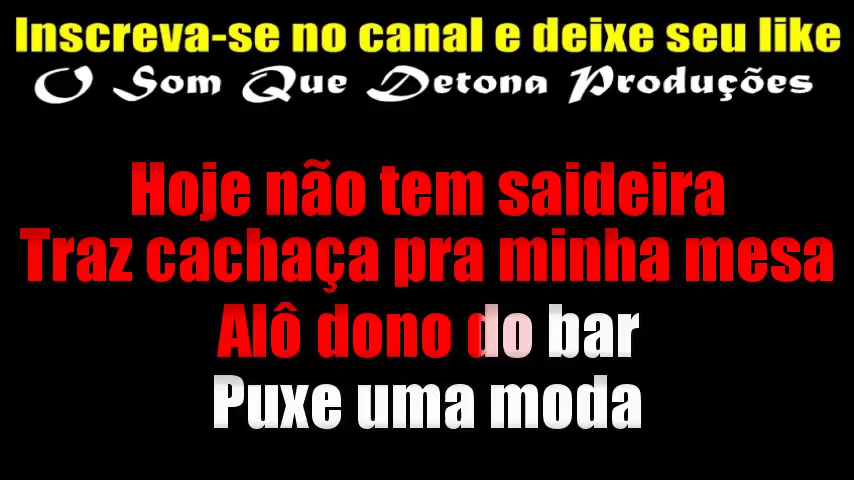 Inscreva-se no canal e deixe seu like
O Som Que Detona Produções
Hoje não tem saideira
Traz cachaça pra minha mesa
Alô dono do bar
Puxe uma moda